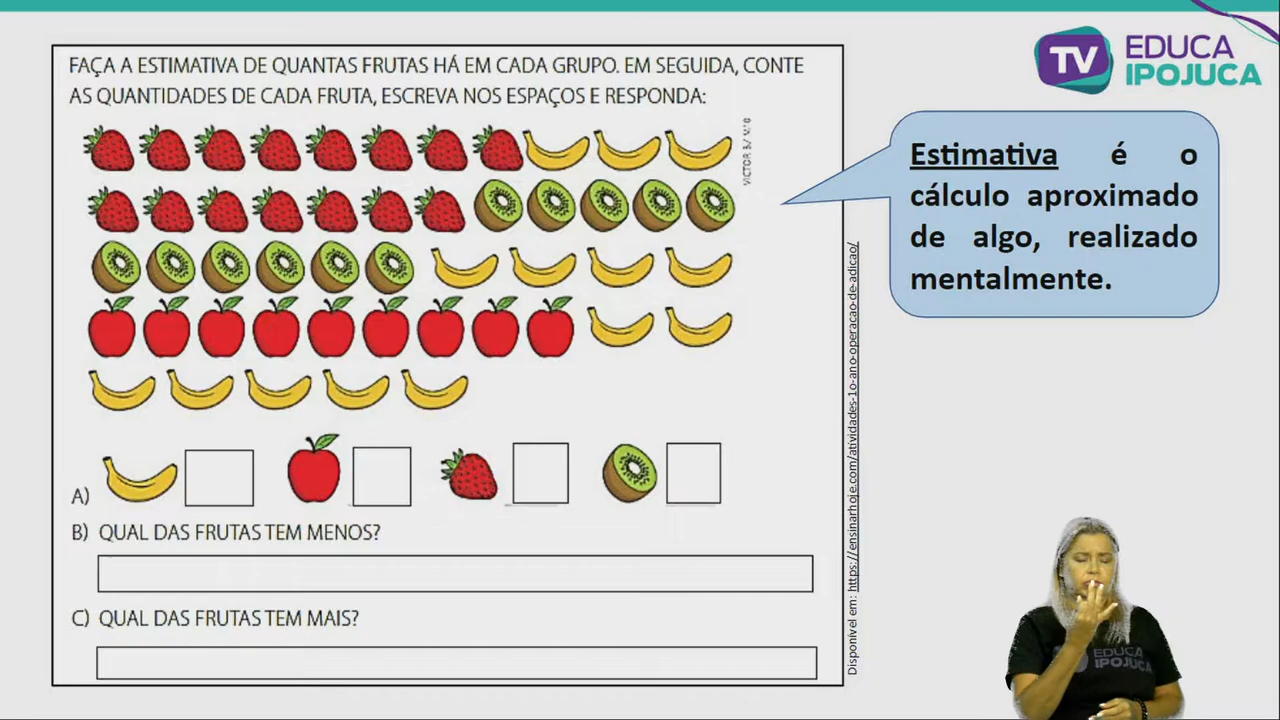 FAÇA A ESTIMATIVA DE QUANTAS FRUTAS HÁ EM CADA GRUPO. EM SEGUIDA, CONTE
AS QUANTIDADES DE CADA FRUTA, ESCREVA NOS ESPAÇOS E RESPONDA:
A)
B) QUAL DAS FRUTAS TEM MENOS?
C) QUAL DAS FRUTAS TEM MAIS?
Disponível em: https://ensinarhoje.com/atividades-1o-ano-operacao-de-adicao/
TV EDUCA
IPOJUCA
Estimativa é o
cálculo aproximado
de algo, realizado
mentalmente.
EDUCA
IPOJUCA